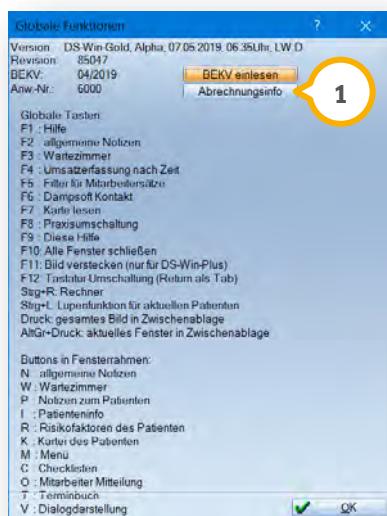 Globale Funktionen ?
Version: DS-Win-Gold, Alpha, 07.05.2019, 06.35Uhr, LW:D
Revision: 85047
BEKV: 04/2019 BEKV einlesen
Anw-Nr.: 6000 Abrechnungsinfo 1
Globale Tasten:
F1 : Hilfe
F2 : allgemeine Notizen
F3 : Wartezimmer
F4 : Umsatzerfassung nach Zeit
F5 : Filter für Mitarbeitersätze
F6 : Dampsoft Kontakt
F7 : Karte lesen
F8 : Praxisumschaltung
F9 : Diese Hilfe
F10: Alle Fenster schließen
F11: Bild verstecken (nur für DS-Win-Plus)
F12: Tastatur-Umschaltung (Return als Tab)
Strg+R: Rechner
Strg+L: Lupenfunktion für aktuellen Patienten
Druck: gesamtes Bild in Zwischenablage
AltGr+Druck: aktuelles Fenster in Zwischenablage
Buttons in Fensterrahmen:
N : allgemeine Notizen
W : Wartezimmer
P : Notizen zum Patienten
I : Patienteninfo
R : Risikofaktoren des Patienten
K : Kartei des Patienten
M : Menü
C : Checklisten
O : Mitarbeiter Mitteilung
T : Terminbuch
V : Dialogdarstellung OK